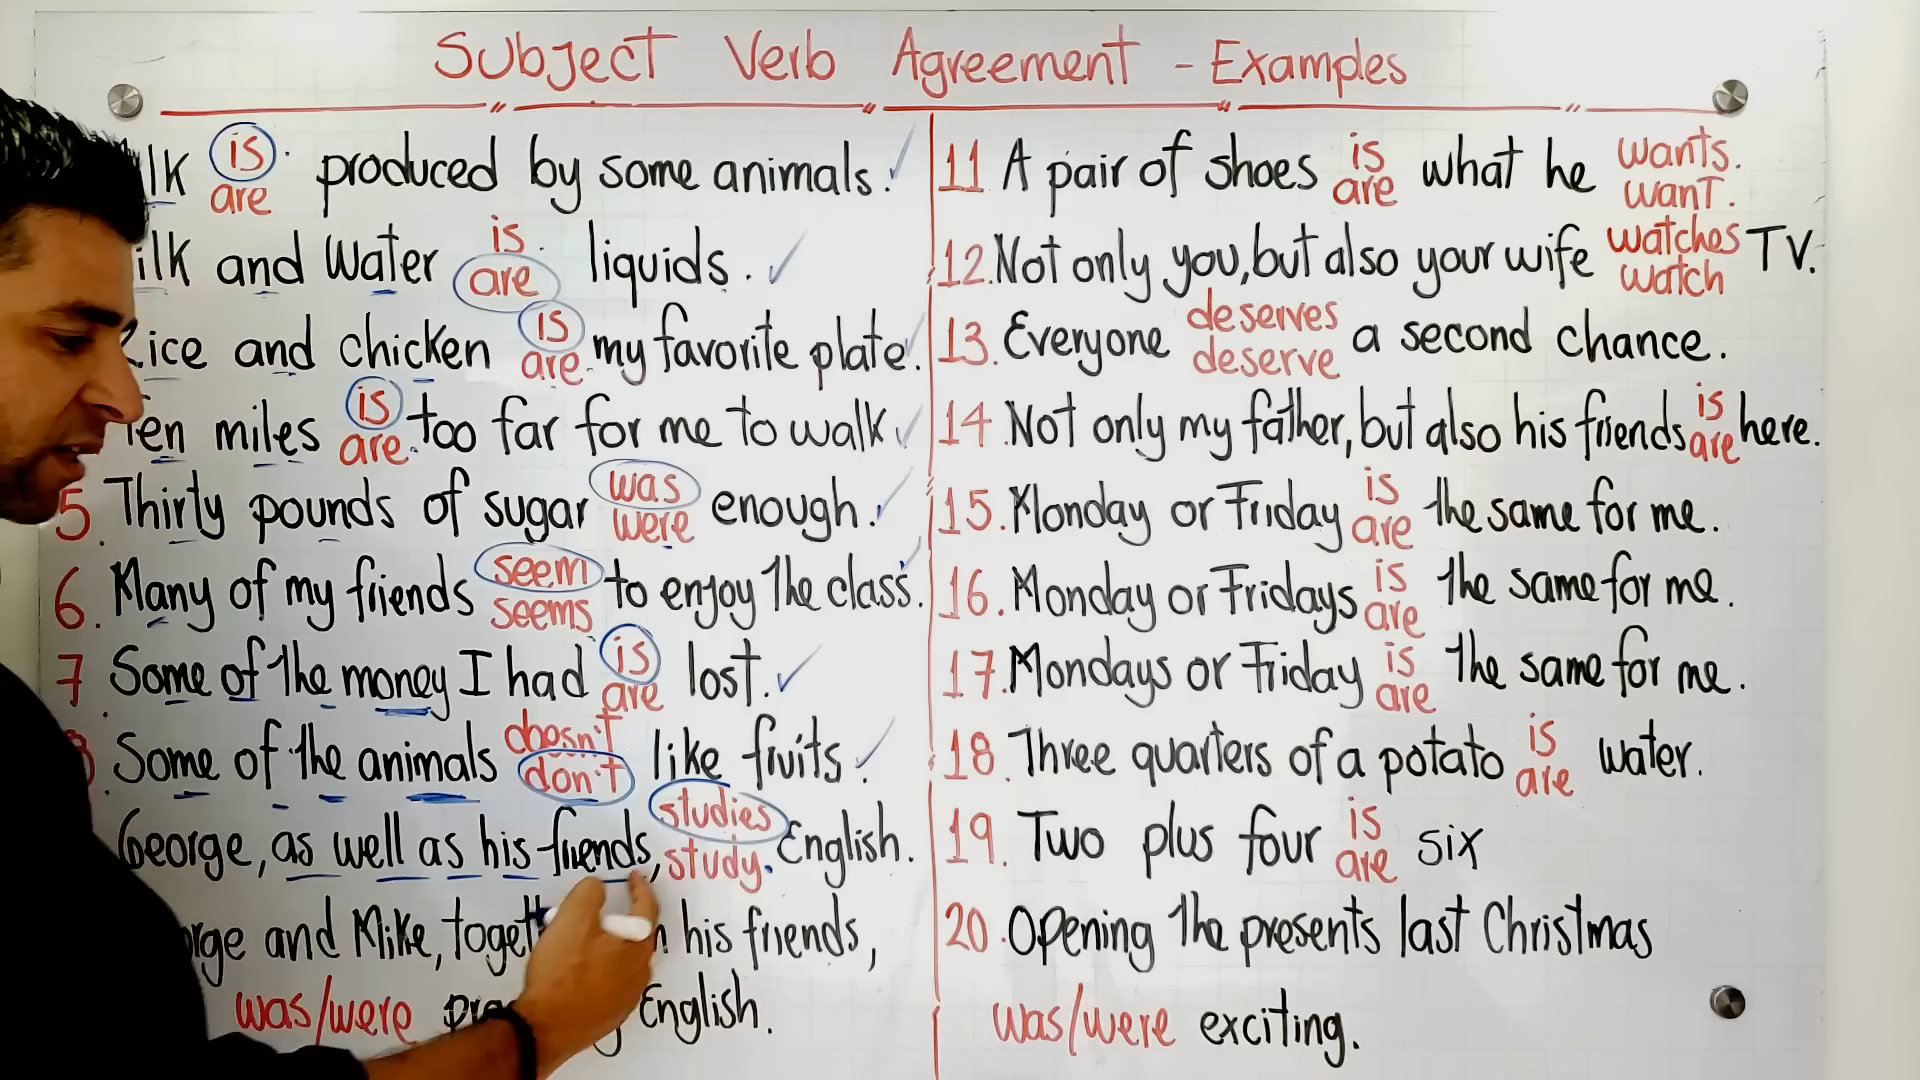 Subject Verb Agreement - Examples
is
lk produced by some animals.
are
is
ilk and water liquids.
are
is
Rice and chicken my favorite plate.
are
is
Ten miles too far for me to walk
are
was
5. Thirty pounds of sugar enough.
were
seem
6. Many of my friends to enjoy the class.
seems
is
7. Some of the money I had lost.
are
doesn't
8. Some of the animals like fruits.
don't
studies
George, as well as his friends, English.
study
rge and Mike, his friends,
was/were English.
is wants.
11 A pair of shoes what he
are want.
watches
12. Not only you, but also your wife TV.
watch
deserves
13. Everyone a second chance.
deserve
is
14. Not only my father, but also his friends here.
are
is
15. Monday or Friday the same for me.
are
is
16. Monday or Fridays the same for me.
are
is
17. Mondays or Friday the same for me.
are
is
18. Three quarters of a potato water.
are
is
19. Two plus four six
are
20. Opening the presents last Christmas
was/were exciting.